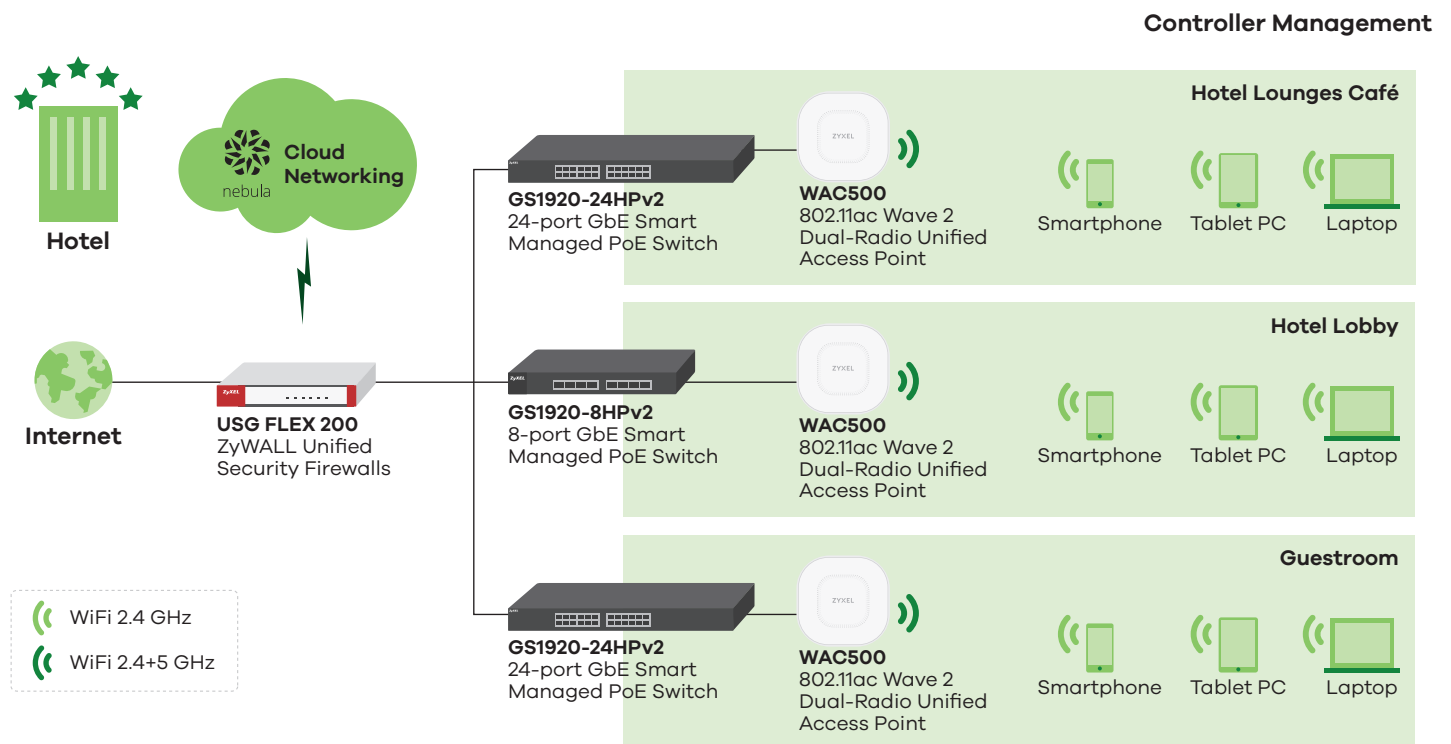 Controller Management
Hotel
nebula
Cloud
Networking
Internet
ZyXEL
USG FLEX 200
ZyWALL Unified
Security Firewalls
WiFi 2.4 GHz
WiFi 2.4+5 GHz
Hotel Lounges Café
ZyXEL
GS1920-24HPv2
24-port GbE Smart
Managed PoE Switch
ZYXEL
WAC500
802.11ac Wave 2
Dual-Radio Unified
Access Point
Smartphone
Tablet PC
Laptop
Hotel Lobby
ZyXEL
GS1920-8HPv2
8-port GbE Smart
Managed PoE Switch
ZYXEL
WAC500
802.11ac Wave 2
Dual-Radio Unified
Access Point
Smartphone
Tablet PC
Laptop
Guestroom
ZyXEL
GS1920-24HPv2
24-port GbE Smart
Managed PoE Switch
ZYXEL
WAC500
802.11ac Wave 2
Dual-Radio Unified
Access Point
Smartphone
Tablet PC
Laptop